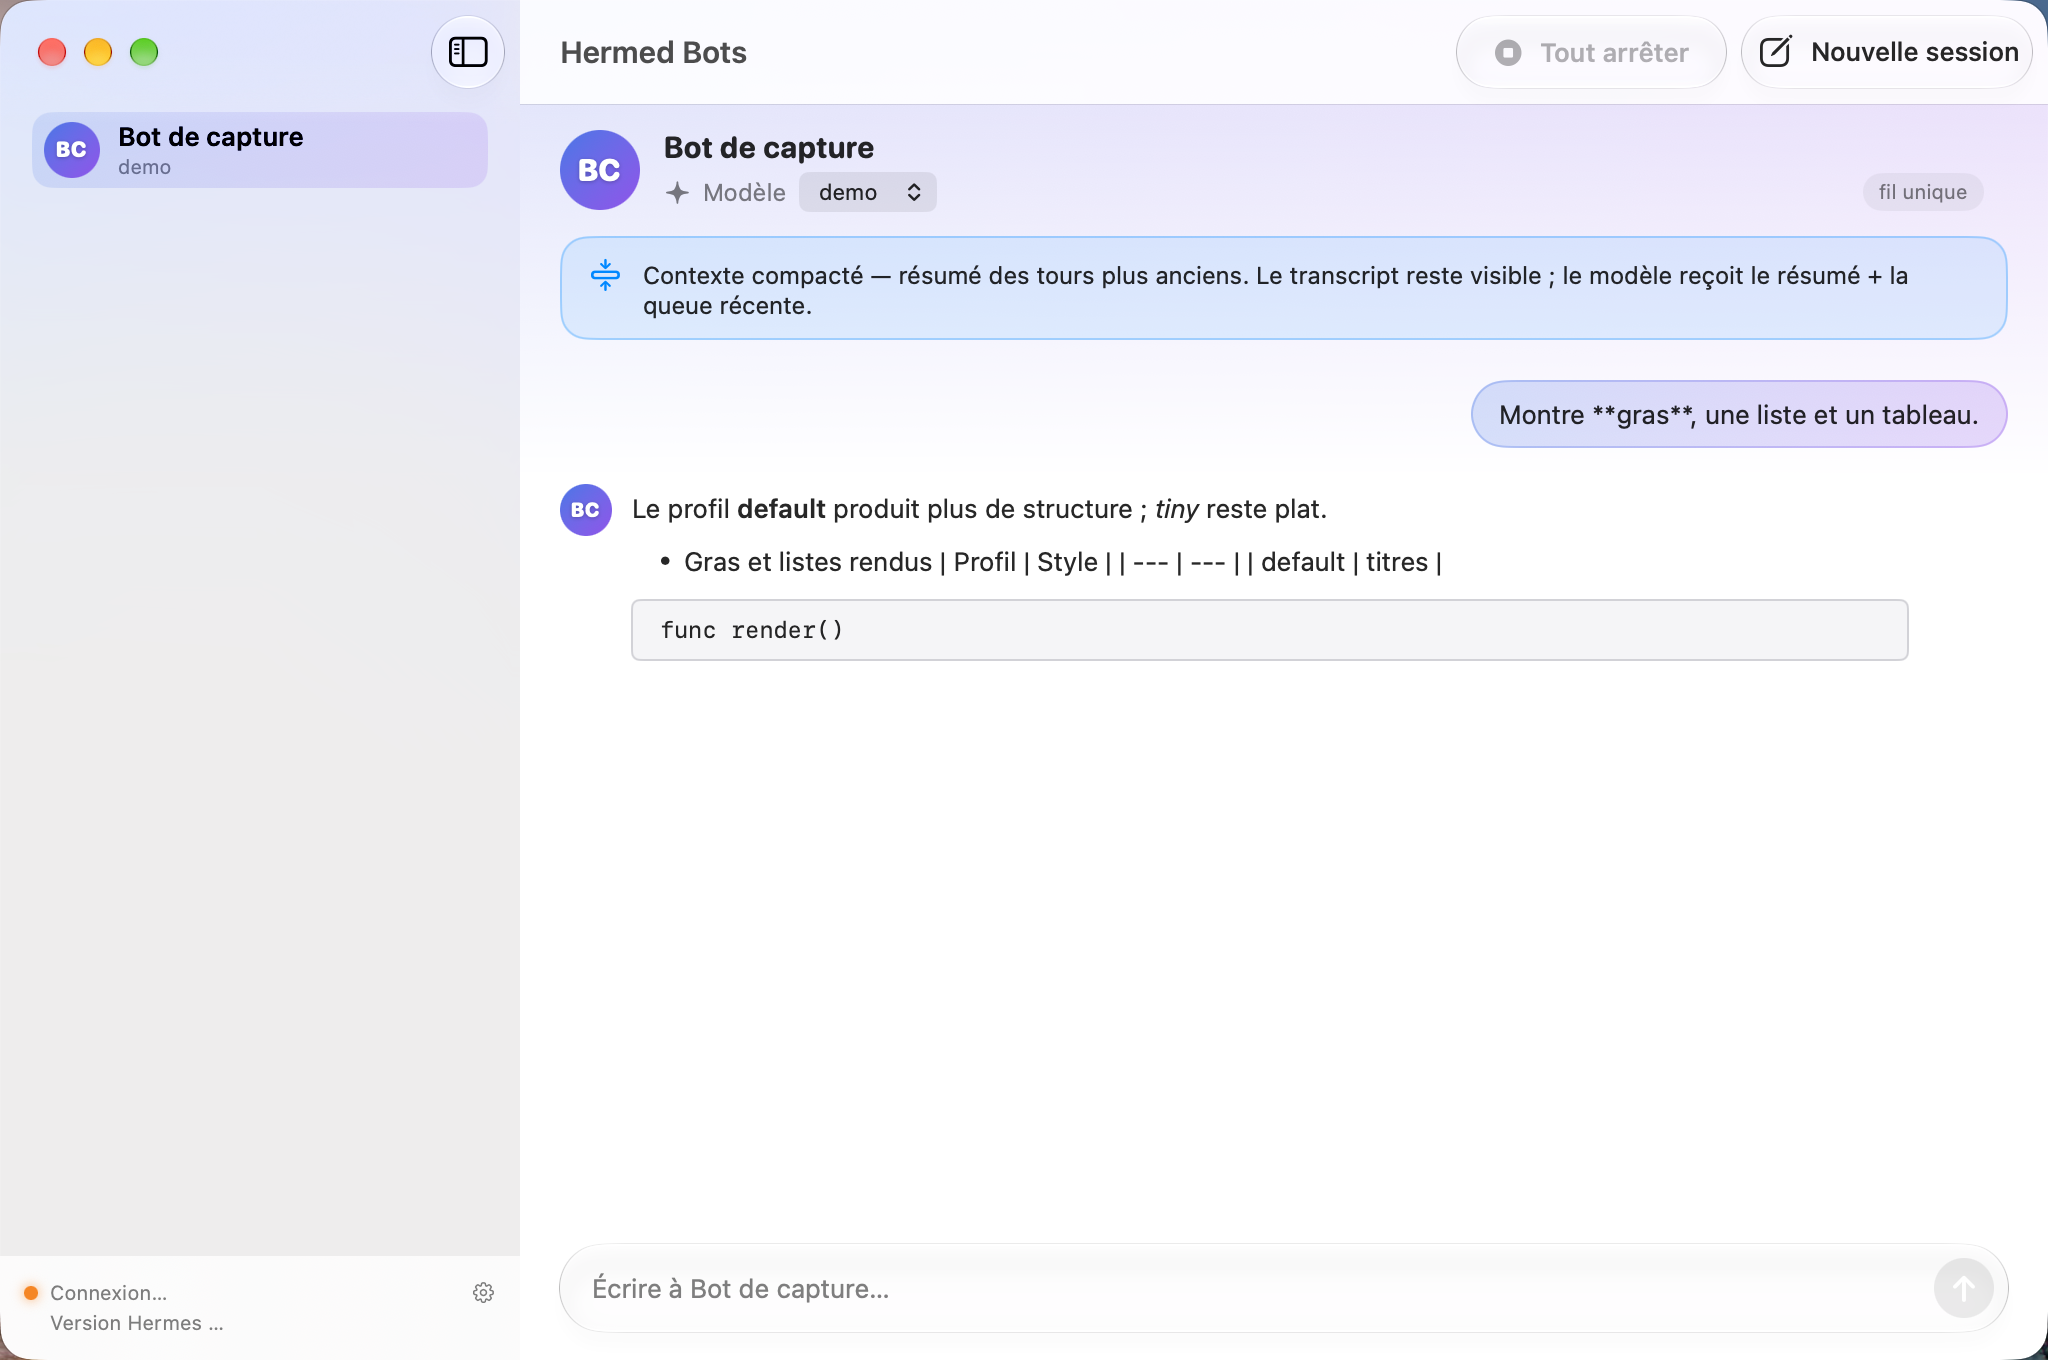 Hermed Bots
Tout arrêter
Nouvelle session
BC
Bot de capture
demo
BC
Bot de capture
Modèle
demo
fil unique
Contexte compacté — résumé des tours plus anciens. Le transcript reste visible ; le modèle reçoit le résumé + la
queue récente.
Montre **gras**, une liste et un tableau.
BC
Le profil default produit plus de structure ; tiny reste plat.
• Gras et listes rendus | Profil | Style | | --- | --- | | default | titres |
func render()
Écrire à Bot de capture...
Connexion...
Version Hermes ...